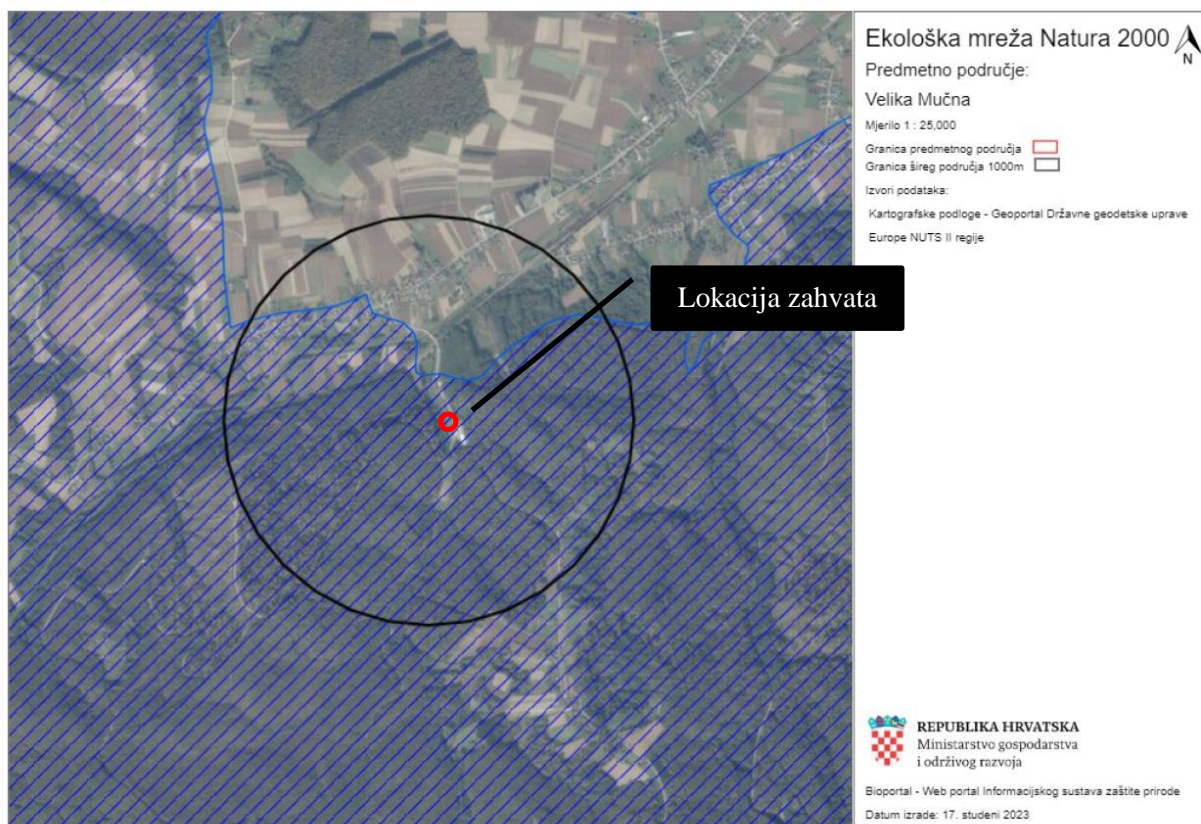 Ekološka mreža Natura 2000
N
Predmetno područje:
Velika Mučna
Mjerilo 1 : 25,000
Granica predmetnog područja
Granica šireg područja 1000m
Izvori podataka:
Kartografske podloge - Geoportal Državne geodetske uprave
Europe NUTS II regije
Lokacija zahvata
REPUBLIKA HRVATSKA
Ministarstvo gospodarstva
i održivog razvoja
Bioportal - Web portal Informacijskog sustava zaštite prirode
Datum izrade: 17. studeni 2023